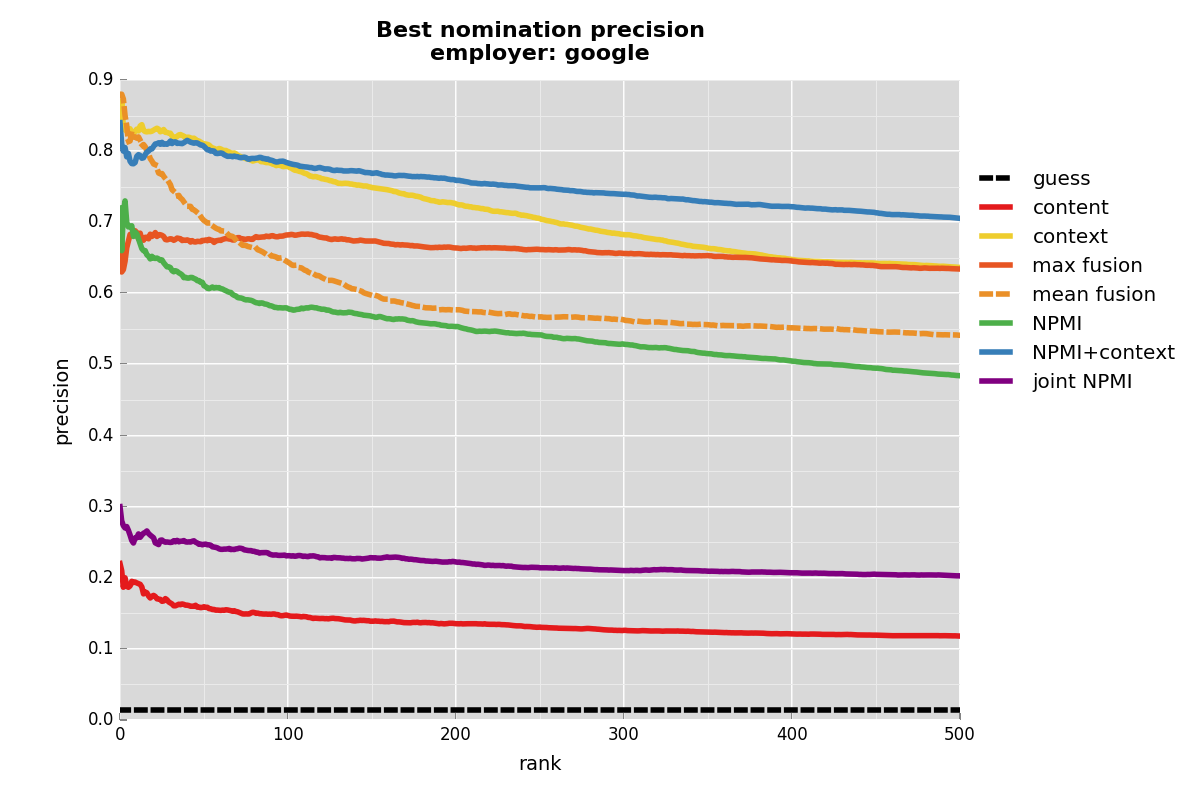 Best nomination precision
employer: google
precision
0.9
0.8
0.7
0.6
0.5
0.4
0.3
0.2
0.1
0.0
0 100 200 300 400 500
rank
guess
content
context
max fusion
mean fusion
NPMI
NPMI+context
joint NPMI